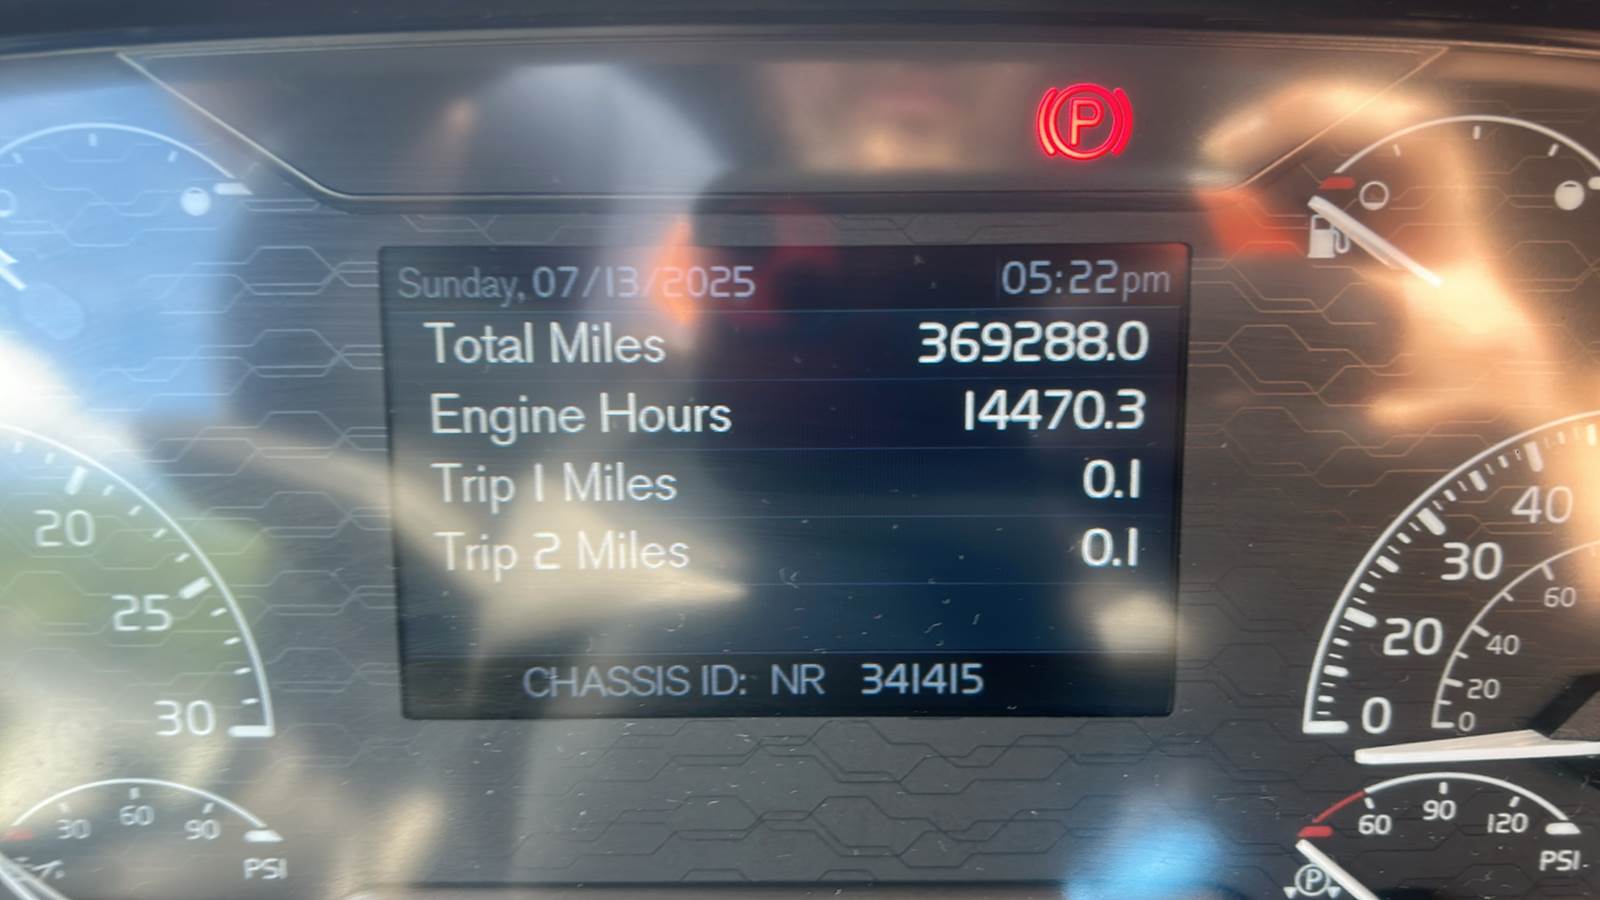 Sunday, 07/13/2025 05:22pm
Total Miles 369288.0
Engine Hours 14470.3
Trip 1 Miles 0.1
Trip 2 Miles 0.1
CHASSIS ID: NR 341415
P
20
25
30
30 60 90
PSI
40
30
20
0
60
40
20
0
60 90 120
PSI
P